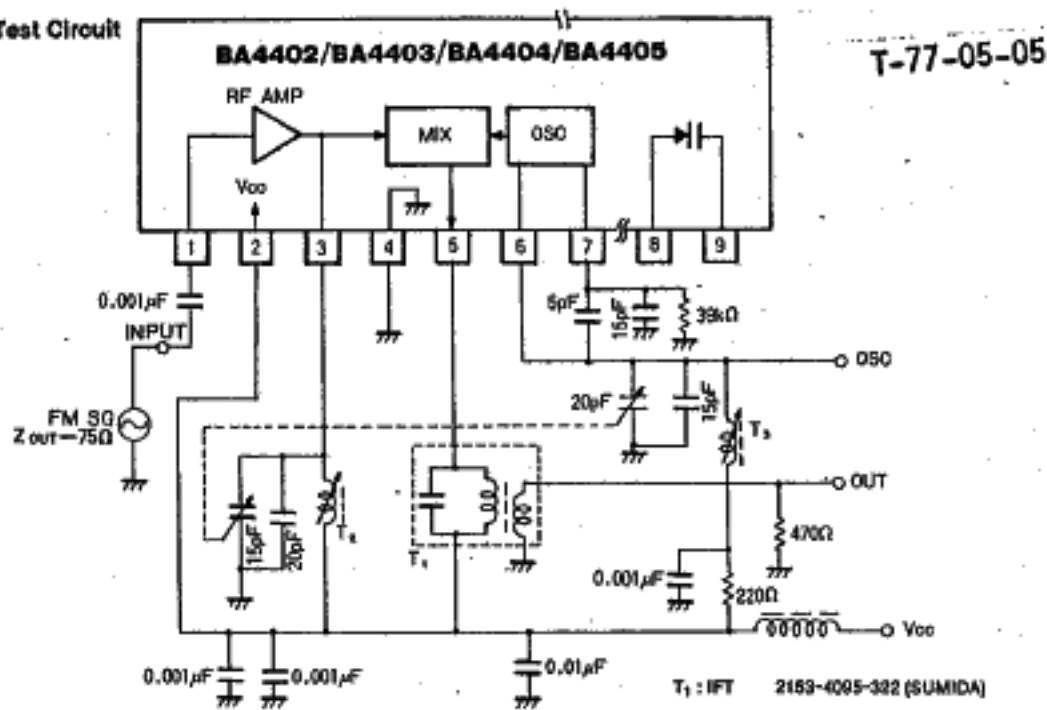 Test Circuit
BA4402/BA4403/BA4404/BA4405
T-77-05-05
RF AMP
MIX
OSC
Vcc
1
2
3
4
5
6
7
8
9
0.001μF
INPUT
5pF
15pF
39kΩ
OSC
FM SG
ZOUT—75Ω
20pF
15pF
T3
OUT
15pF
20pF
T2
T1
470Ω
0.001μF
220Ω
Vcc
0.001μF
0.001μF
0.01μF
T1 : IFT 2153-4095-322 (SUMIDA)